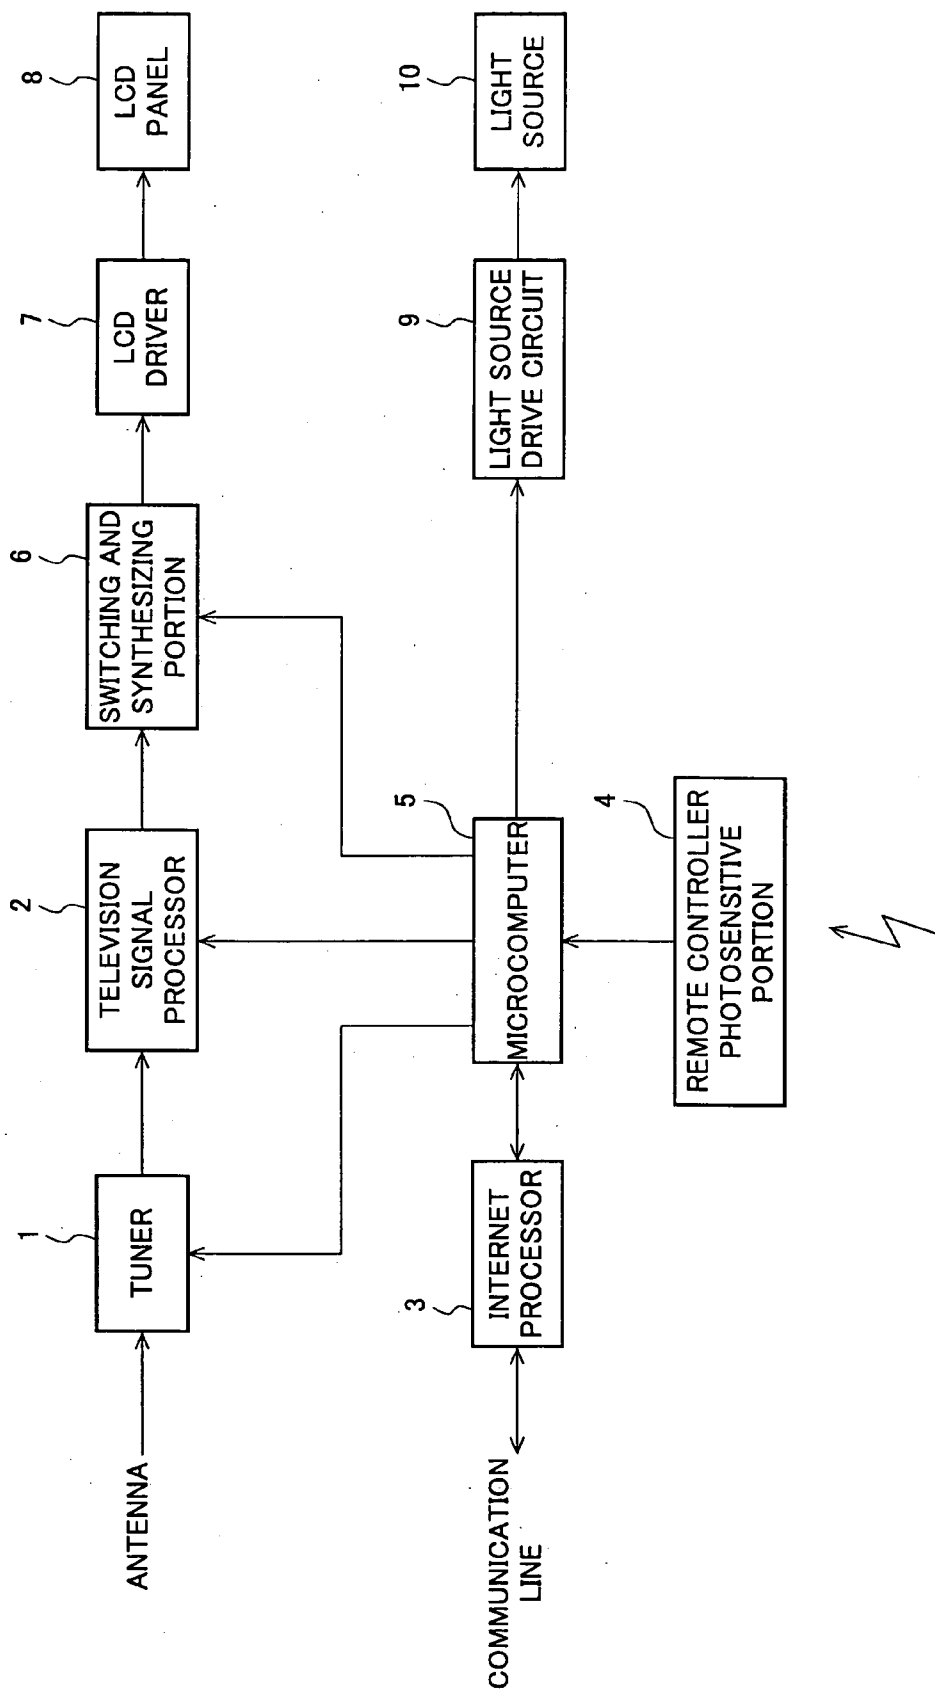 ANTENNA
1
TUNER
2
TELEVISION
SIGNAL
PROCESSOR
6
SWITCHING AND
SYNTHESIZING
PORTION
7
LCD
DRIVER
8
LCD
PANEL
COMMUNICATION
LINE
3
INTERNET
PROCESSOR
5
MICROCOMPUTER
9
LIGHT SOURCE
DRIVE CIRCUIT
10
LIGHT
SOURCE
4
REMOTE CONTROLLER
PHOTOSENSITIVE
PORTION